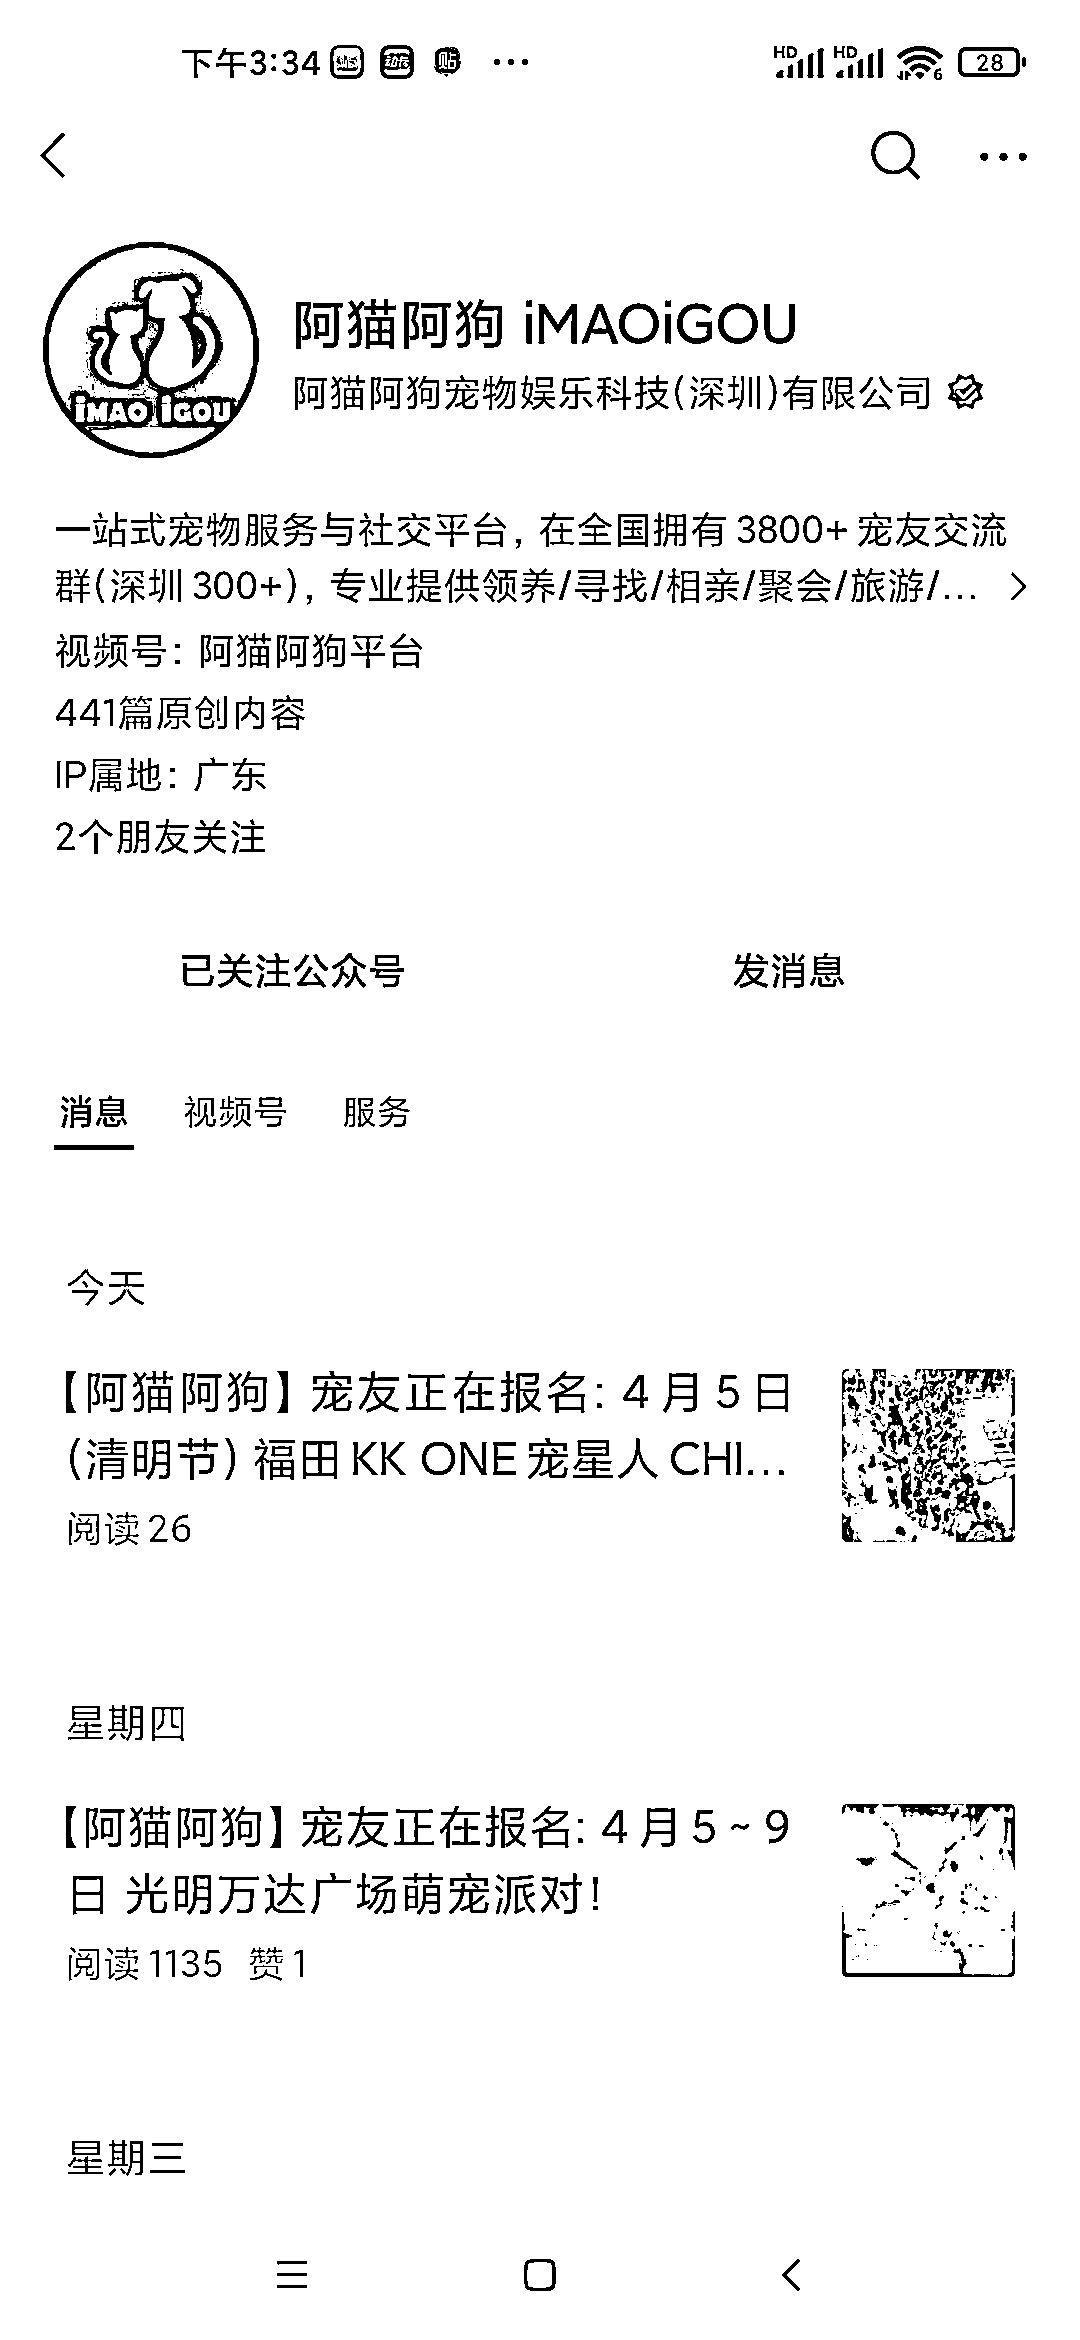 下午3:34 贴 ···
HD HD 6 28
iMAO iGOU
阿猫阿狗 iMAOiGOU
阿猫阿狗宠物娱乐科技(深圳)有限公司
一站式宠物服务与社交平台，在全国拥有 3800+ 宠友交流
群(深圳 300+)，专业提供领养/寻找/相亲/聚会/旅游/...
视频号：阿猫阿狗平台
441篇原创内容
IP属地：广东
2个朋友关注
已关注公众号 发消息
消息 视频号 服务
今天
【阿猫阿狗】宠友正在报名: 4 月 5 日
(清明节) 福田 KK ONE 宠星人 CHI...
阅读 26
星期四
【阿猫阿狗】宠友正在报名: 4 月 5 ~ 9
日 光明万达广场萌宠派对！
阅读 1135 赞 1
星期三